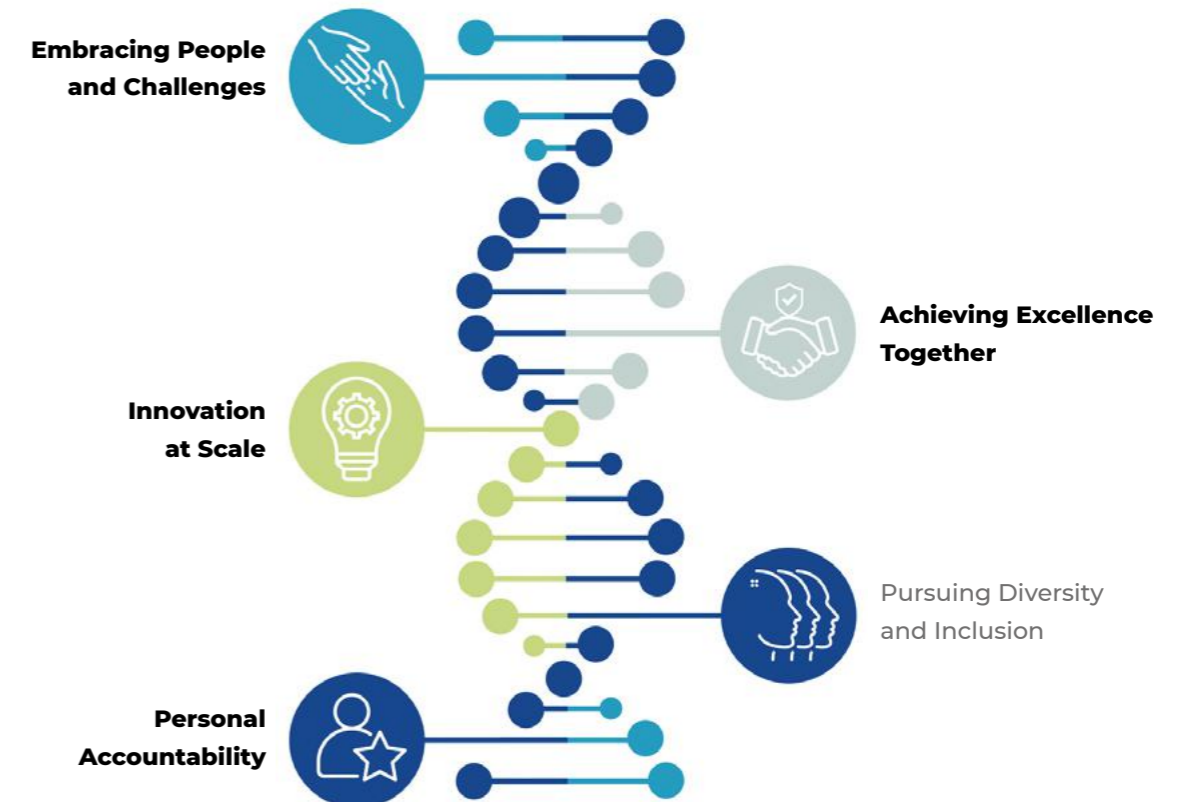 Embracing People
and Challenges
Achieving Excellence
Together
Innovation
at Scale
Pursuing Diversity
and Inclusion
Personal
Accountability